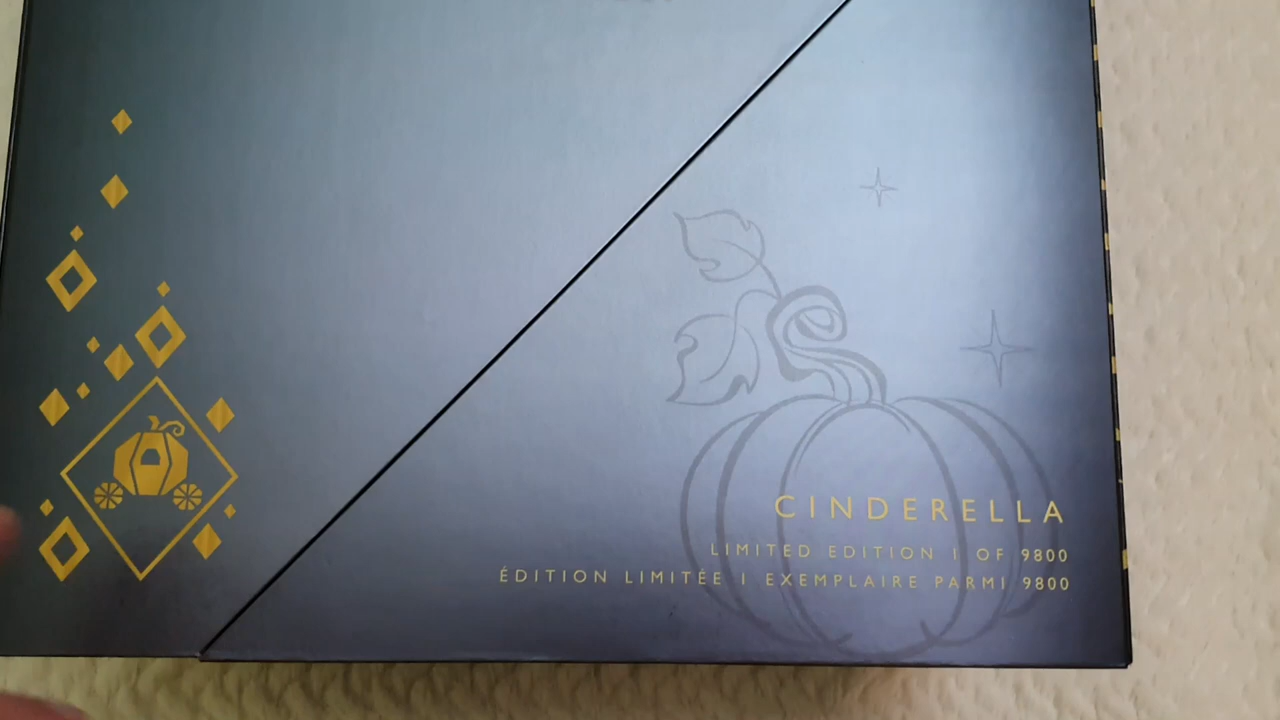 CINDERELLA
LIMITED EDITION 1 OF 9800
ÉDITION LIMITÉE 1 EXEMPLAIRE PARMI 9800